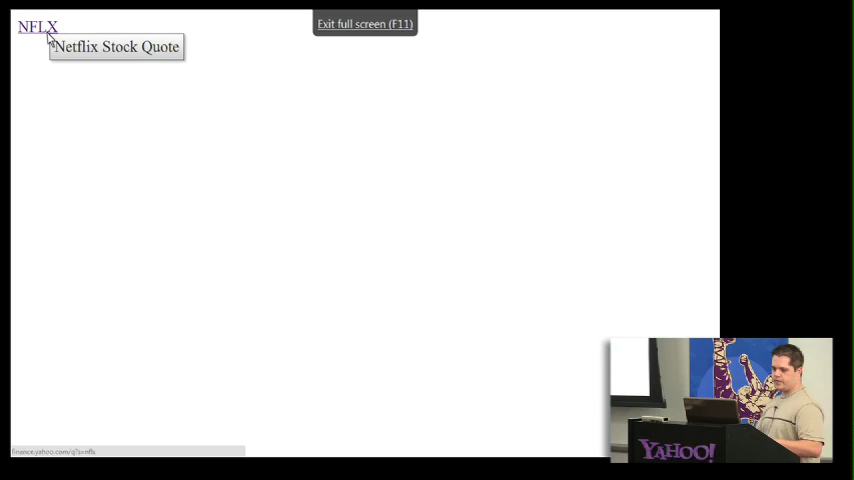 NFLX
Exit full screen (F11)
Netflix Stock Quote
finance.yahoo.com/q?s=nflx
YAHOO!